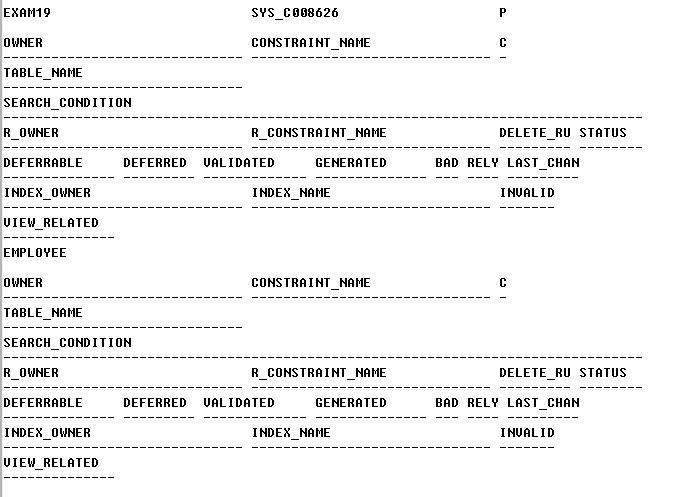 EXAM19 SYS_C008626 P
OWNER CONSTRAINT_NAME C
------------------------------ ------------------------------ -
TABLE_NAME
------------------------------
SEARCH_CONDITION
--------------------------------------------------------------------------------
R_OWNER R_CONSTRAINT_NAME DELETE_RU STATUS
------------------------------ ------------------------------ --------- --------
DEFERRABLE DEFERRED VALIDATED GENERATED BAD RELY LAST_CHAN
-------------- --------- ------------- -------------- --- ---- ---------
INDEX_OWNER INDEX_NAME INVALID
------------------------------ ------------------------------ -------
VIEW_RELATED
--------------
EMPLOYEE
OWNER CONSTRAINT_NAME C
------------------------------ ------------------------------ -
TABLE_NAME
------------------------------
SEARCH_CONDITION
--------------------------------------------------------------------------------
R_OWNER R_CONSTRAINT_NAME DELETE_RU STATUS
------------------------------ ------------------------------ --------- --------
DEFERRABLE DEFERRED VALIDATED GENERATED BAD RELY LAST_CHAN
-------------- --------- ------------- -------------- --- ---- ---------
INDEX_OWNER INDEX_NAME INVALID
------------------------------ ------------------------------ -------
VIEW_RELATED
--------------